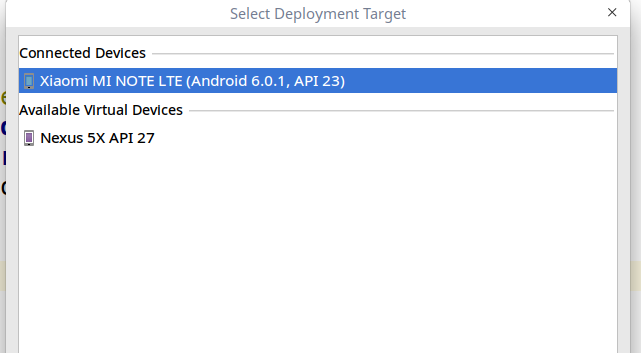 Select Deployment Target
Connected Devices
Xiaomi MI NOTE LTE (Android 6.0.1, API 23)
Available Virtual Devices
Nexus 5X API 27